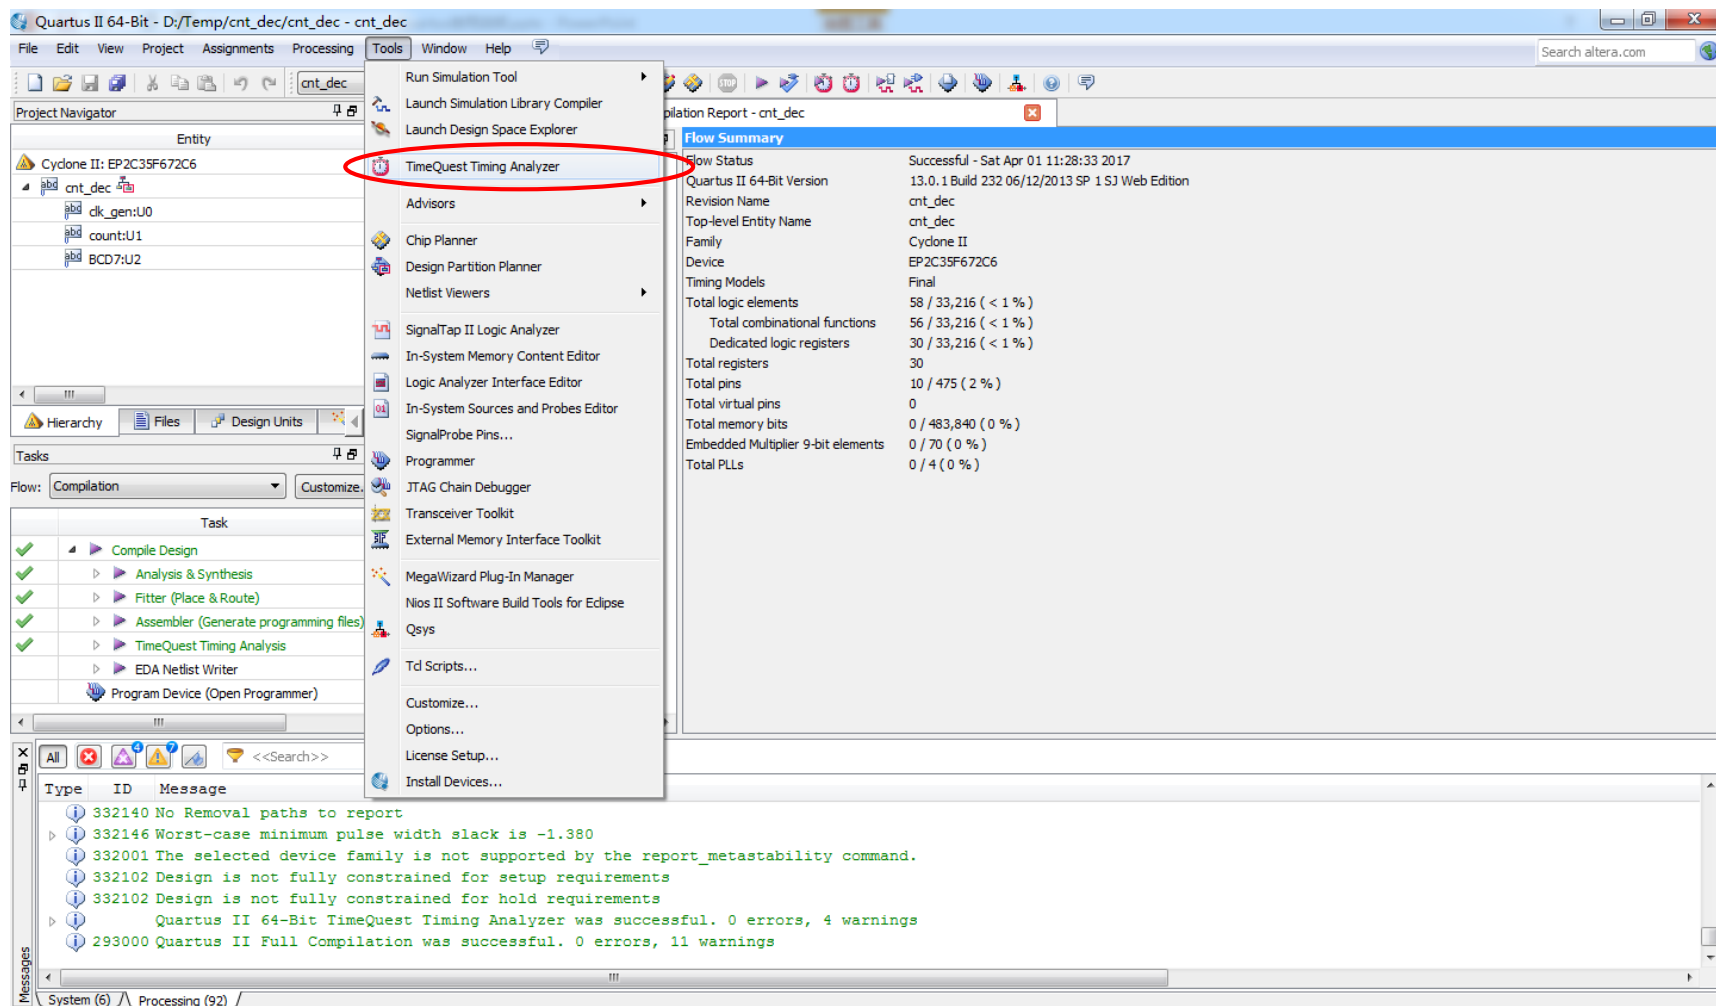 Quartus II 64-Bit - D:/Temp/cnt_dec/cnt_dec - cnt_dec
File Edit View Project Assignments Processing Tools Window Help
Search altera.com
cnt_dec
Project Navigator
Entity
Cyclone II: EP2C35F672C6
cnt_dec
clk_gen:U0
count:U1
BCD7:U2
Hierarchy Files Design Units
Tasks
Flow: Compilation Customize.
Task
Compile Design
Analysis & Synthesis
Fitter (Place & Route)
Assembler (Generate programming files)
TimeQuest Timing Analysis
EDA Netlist Writer
Program Device (Open Programmer)
Run Simulation Tool
Launch Simulation Library Compiler
Launch Design Space Explorer
TimeQuest Timing Analyzer
Advisors
Chip Planner
Design Partition Planner
Netlist Viewers
SignalTap II Logic Analyzer
In-System Memory Content Editor
Logic Analyzer Interface Editor
In-System Sources and Probes Editor
SignalProbe Pins...
Programmer
JTAG Chain Debugger
Transceiver Toolkit
External Memory Interface Toolkit
MegaWizard Plug-In Manager
Nios II Software Build Tools for Eclipse
Qsys
Tcl Scripts...
Customize...
Options...
License Setup...
Install Devices...
pilation Report - cnt_dec
Flow Summary
Flow Status Successful - Sat Apr 01 11:28:33 2017
Quartus II 64-Bit Version 13.0.1 Build 232 06/12/2013 SP 1 SJ Web Edition
Revision Name cnt_dec
Top-level Entity Name cnt_dec
Family Cyclone II
Device EP2C35F672C6
Timing Models Final
Total logic elements 58 / 33,216 ( < 1 % )
Total combinational functions 56 / 33,216 ( < 1 % )
Dedicated logic registers 30 / 33,216 ( < 1 % )
Total registers 30
Total pins 10 / 475 ( 2 % )
Total virtual pins 0
Total memory bits 0 / 483,840 ( 0 % )
Embedded Multiplier 9-bit elements 0 / 70 ( 0 % )
Total PLLs 0 / 4 ( 0 % )
All 4 7 <<Search>>
Type ID Message
332140 No Removal paths to report
332146 Worst-case minimum pulse width slack is -1.380
332001 The selected device family is not supported by the report_metastability command.
332102 Design is not fully constrained for setup requirements
332102 Design is not fully constrained for hold requirements
Quartus II 64-Bit TimeQuest Timing Analyzer was successful. 0 errors, 4 warnings
293000 Quartus II Full Compilation was successful. 0 errors, 11 warnings
Messages
System (6) Processing (92)